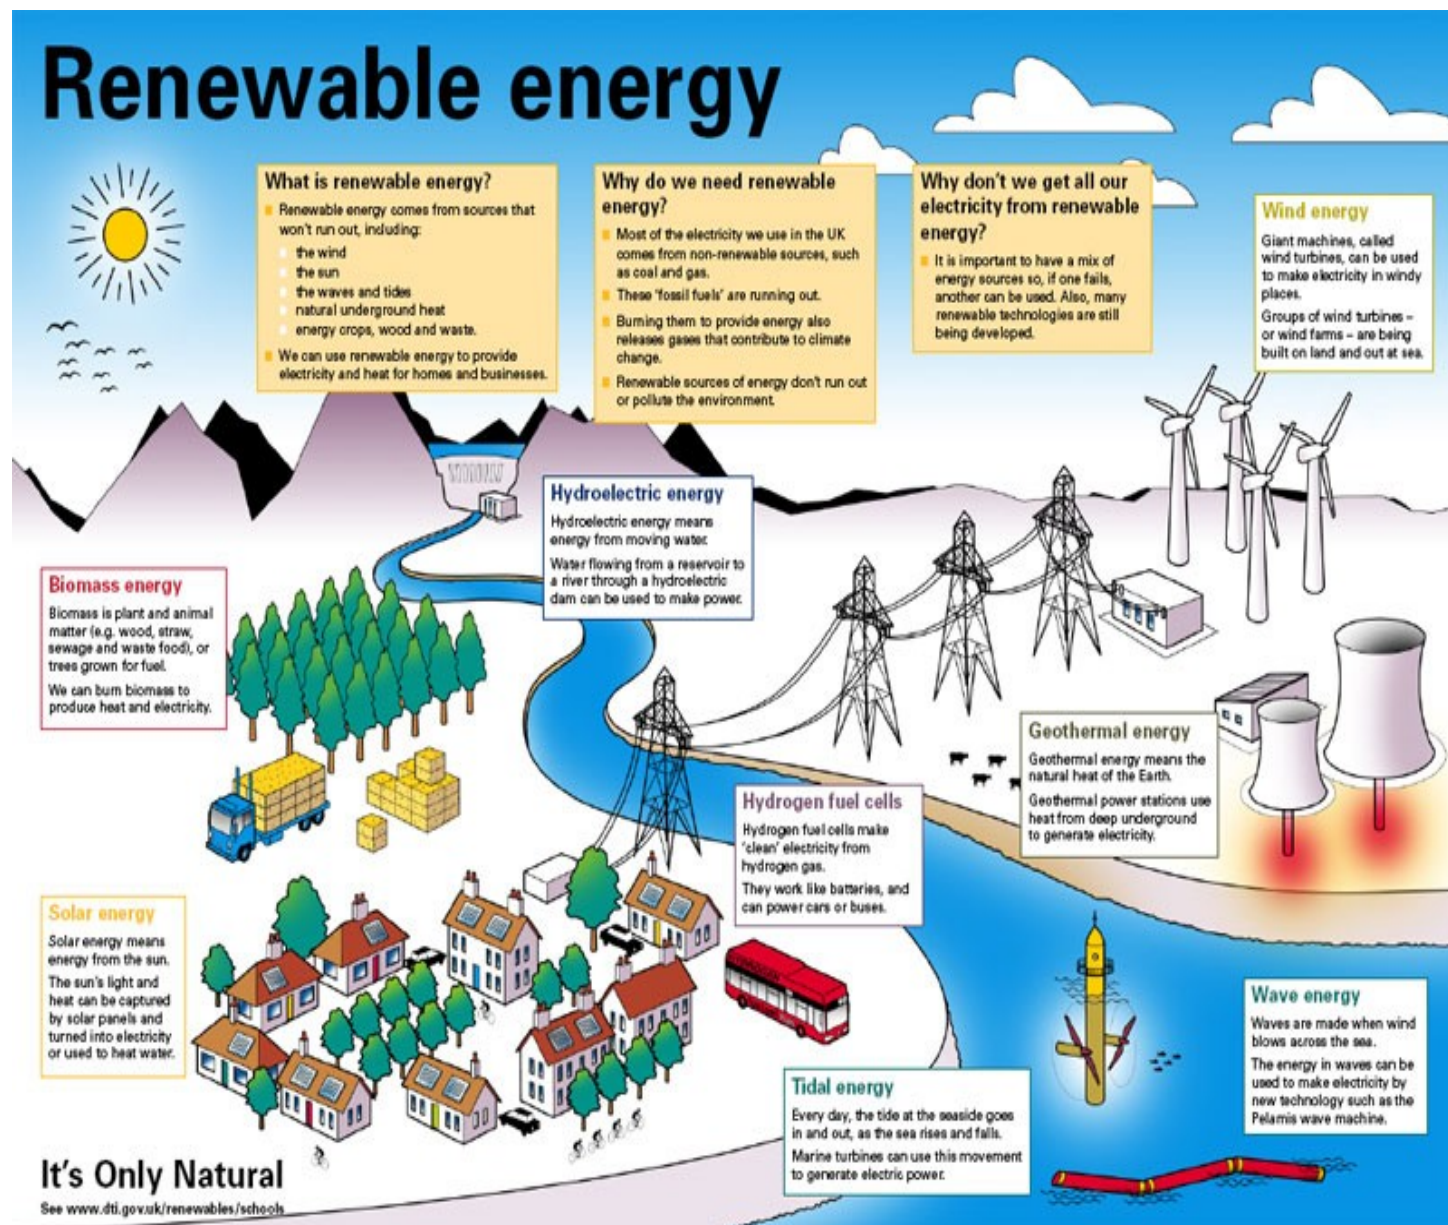 Renewable energy
What is renewable energy?
Renewable energy comes from sources that
won't run out, including:
the wind
the sun
the waves and tides
natural underground heat
energy crops, wood and waste.
We can use renewable energy to provide
electricity and heat for homes and businesses.
Why do we need renewable
energy?
Most of the electricity we use in the UK
comes from non-renewable sources, such
as coal and gas.
These 'fossil fuels' are running out.
Burning them to provide energy also
releases gases that contribute to climate
change.
Renewable sources of energy don't run out
or pollute the environment.
Why don't we get all our
electricity from renewable
energy?
It is important to have a mix of
energy sources so, if one fails,
another can be used. Also, many
renewable technologies are still
being developed.
Wind energy
Giant machines, called
wind turbines, can be used
to make electricity in windy
places.
Groups of wind turbines –
or wind farms – are being
built on land and out at sea.
Hydroelectric energy
Hydroelectric energy means
energy from moving water.
Water flowing from a reservoir to
a river through a hydroelectric
dam can be used to make power.
Biomass energy
Biomass is plant and animal
matter (e.g. wood, straw,
sewage and waste food), or
trees grown for fuel.
We can burn biomass to
produce heat and electricity.
Geothermal energy
Geothermal energy means the
natural heat of the Earth.
Geothermal power stations use
heat from deep underground
to generate electricity.
Hydrogen fuel cells
Hydrogen fuel cells make
'clean' electricity from
hydrogen gas.
They work like batteries, and
can power cars or buses.
Solar energy
Solar energy means
energy from the sun.
The sun's light and
heat can be captured
by solar panels and
turned into electricity
or used to heat water.
Wave energy
Waves are made when wind
blows across the sea.
The energy in waves can be
used to make electricity by
new technology such as the
Pelamis wave machine.
Tidal energy
Every day, the tide at the seaside goes
in and out, as the sea rises and falls.
Marine turbines can use this movement
to generate electric power.
It's Only Natural
See www.dti.gov.uk/renewables/schools